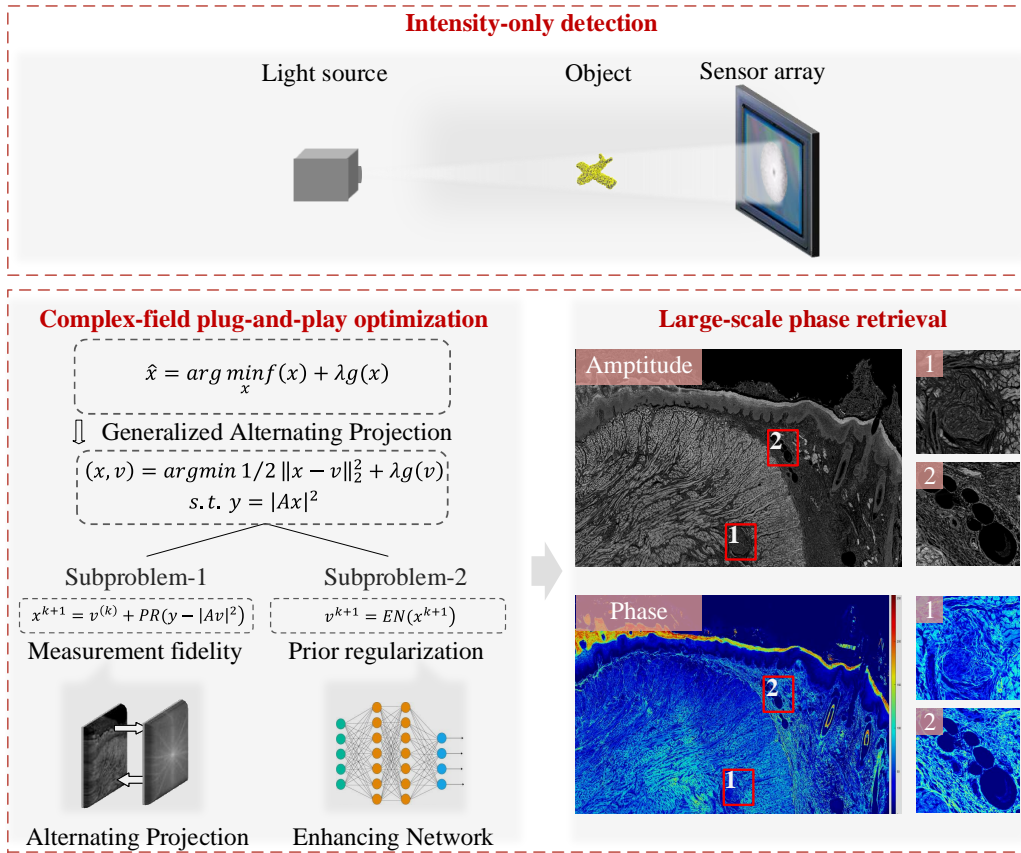 Intensity-only detection
Light source
Object
Sensor array
Complex-field plug-and-play optimization
x̂ = arg min f(x) + λg(x)
x
Generalized Alternating Projection
(x, v) = argmin 1/2 ‖x − v‖₂² + λg(v)
s.t. y = |Ax|²
Subproblem-1
Subproblem-2
xᵏ⁺¹ = v⁽ᵏ⁾ + PR(y − |Av|²)
vᵏ⁺¹ = EN(xᵏ⁺¹)
Measurement fidelity
Prior regularization
Alternating Projection
Enhancing Network
Large-scale phase retrieval
Amptitude
2
1
1
2
Phase
2
1
1
2